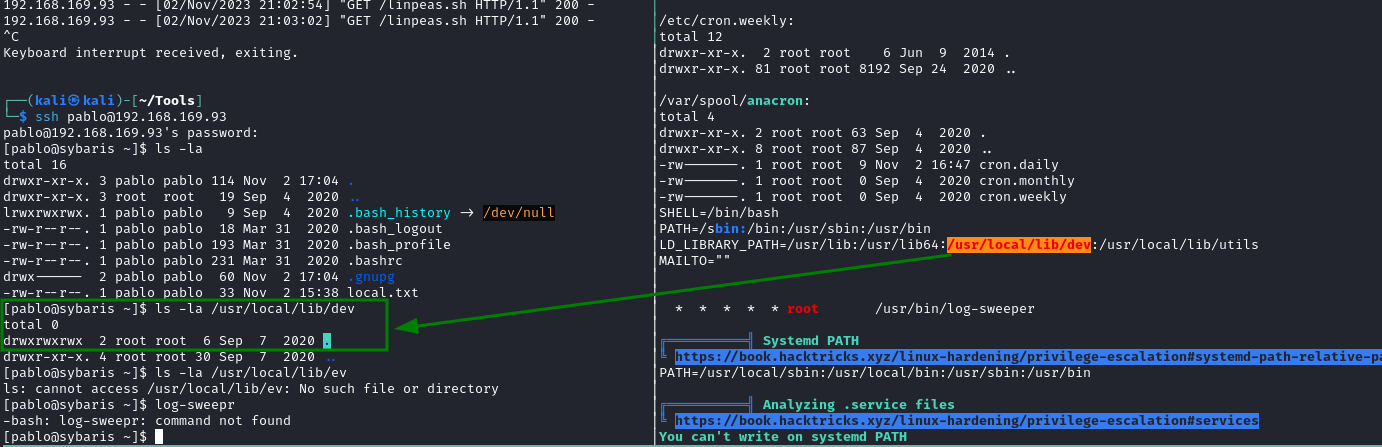 192.168.169.93 - - [02/Nov/2023 21:02:54] "GET /linpeas.sh HTTP/1.1" 200 -
192.168.169.93 - - [02/Nov/2023 21:03:02] "GET /linpeas.sh HTTP/1.1" 200 -
^C
Keyboard interrupt received, exiting.
┌──(kali㉿kali)-[~/Tools]
└─$ ssh pablo@192.168.169.93
pablo@192.168.169.93's password:
[pablo@sybaris ~]$ ls -la
total 16
drwxr-xr-x. 3 pablo pablo 114 Nov  2 17:04 .
drwxr-xr-x. 3 root  root   19 Sep  4  2020 ..
lrwxrwxrwx. 1 pablo pablo   9 Sep  4  2020 .bash_history -> /dev/null
-rw-r--r--. 1 pablo pablo  18 Mar 31  2020 .bash_logout
-rw-r--r--. 1 pablo pablo 193 Mar 31  2020 .bash_profile
-rw-r--r--. 1 pablo pablo 231 Mar 31  2020 .bashrc
drwx------  2 pablo pablo  60 Nov  2 17:04 .gnupg
-rw-r--r--. 1 pablo pablo  33 Nov  2 15:38 local.txt
[pablo@sybaris ~]$ ls -la /usr/local/lib/dev
total 0
drwxrwxrwx  2 root root  6 Sep  7  2020 .
drwxr-xr-x. 4 root root 30 Sep  7  2020 ..
[pablo@sybaris ~]$ ls -la /usr/local/lib/ev
ls: cannot access /usr/local/lib/ev: No such file or directory
[pablo@sybaris ~]$ log-sweepr
-bash: log-sweepr: command not found
[pablo@sybaris ~]$
/etc/cron.weekly:
total 12
drwxr-xr-x.  2 root root    6 Jun  9  2014 .
drwxr-xr-x. 81 root root 8192 Sep 24  2020 ..
/var/spool/anacron:
total 4
drwxr-xr-x. 2 root root 63 Sep  4  2020 .
drwxr-xr-x. 8 root root 87 Sep  4  2020 ..
-rw-------. 1 root root  9 Nov  2 16:47 cron.daily
-rw-------. 1 root root  0 Sep  4  2020 cron.monthly
-rw-------. 1 root root  0 Sep  4  2020 cron.weekly
SHELL=/bin/bash
PATH=/sbin:/bin:/usr/sbin:/usr/bin
LD_LIBRARY_PATH=/usr/lib:/usr/lib64:/usr/local/lib/dev:/usr/local/lib/utils
MAILTO=""
*  *  *  *  * root       /usr/bin/log-sweeper
╔══════════╣ Systemd PATH
╚ https://book.hacktricks.xyz/linux-hardening/privilege-escalation#systemd-path-relative-pa
PATH=/usr/local/sbin:/usr/local/bin:/usr/sbin:/usr/bin
╔══════════╣ Analyzing .service files
╚ https://book.hacktricks.xyz/linux-hardening/privilege-escalation#services
You can't write on systemd PATH